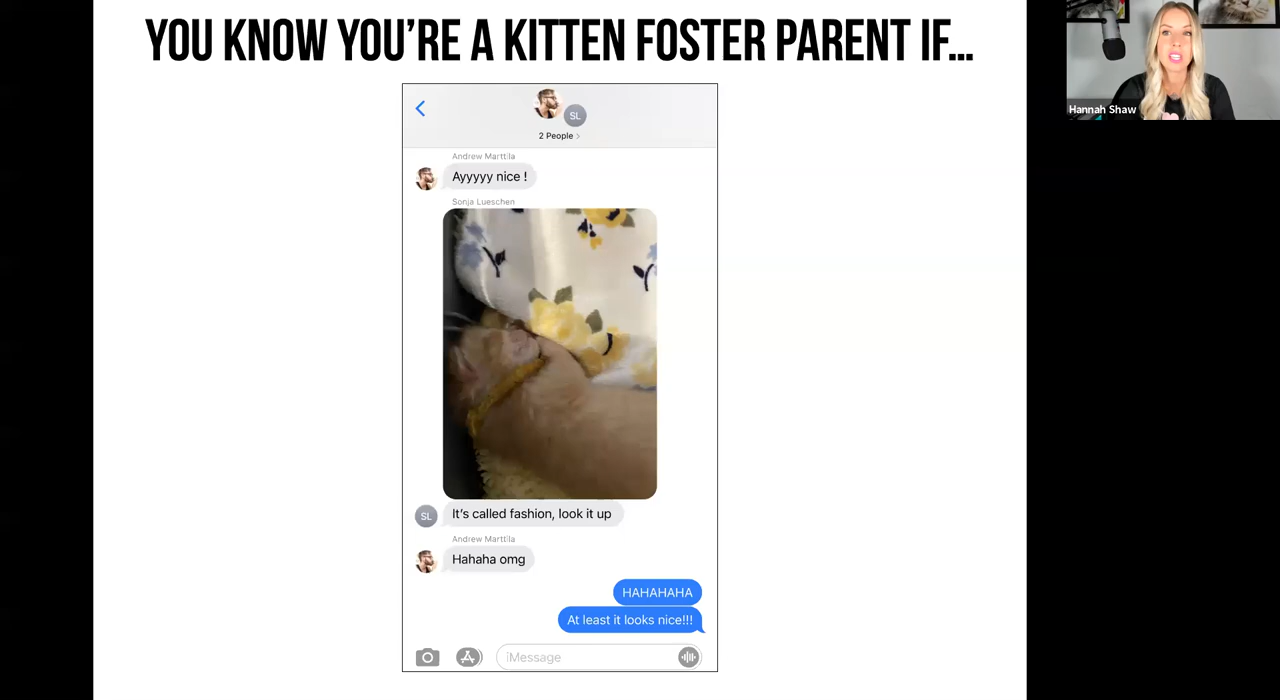 YOU KNOW YOU'RE A KITTEN FOSTER PARENT IF...
Hannah Shaw
SL
2 People >
Andrew Marttila
Ayyyyy nice !
Sonja Lueschen
SL
It's called fashion, look it up
Andrew Marttila
Hahaha omg
HAHAHAHA
At least it looks nice!!!
iMessage